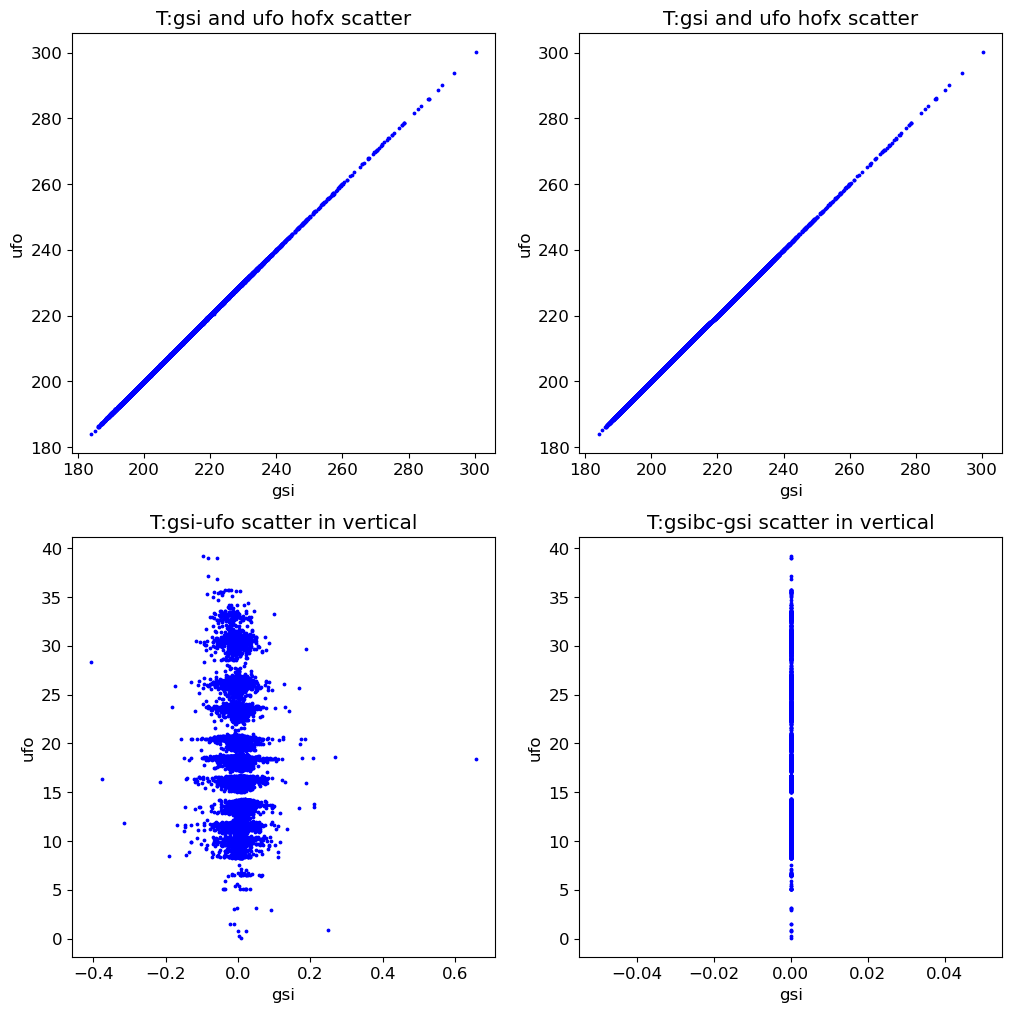 T:gsi and ufo hofx scatter
300
280
260
240
220
200
180
ufo
180 200 220 240 260 280 300
gsi
T:gsi and ufo hofx scatter
300
280
260
240
220
200
180
ufo
180 200 220 240 260 280 300
gsi
T:gsi-ufo scatter in vertical
40
35
30
25
20
15
10
5
0
ufo
−0.4 −0.2 0.0 0.2 0.4 0.6
gsi
T:gsibc-gsi scatter in vertical
40
35
30
25
20
15
10
5
0
ufo
−0.04 −0.02 0.00 0.02 0.04
gsi